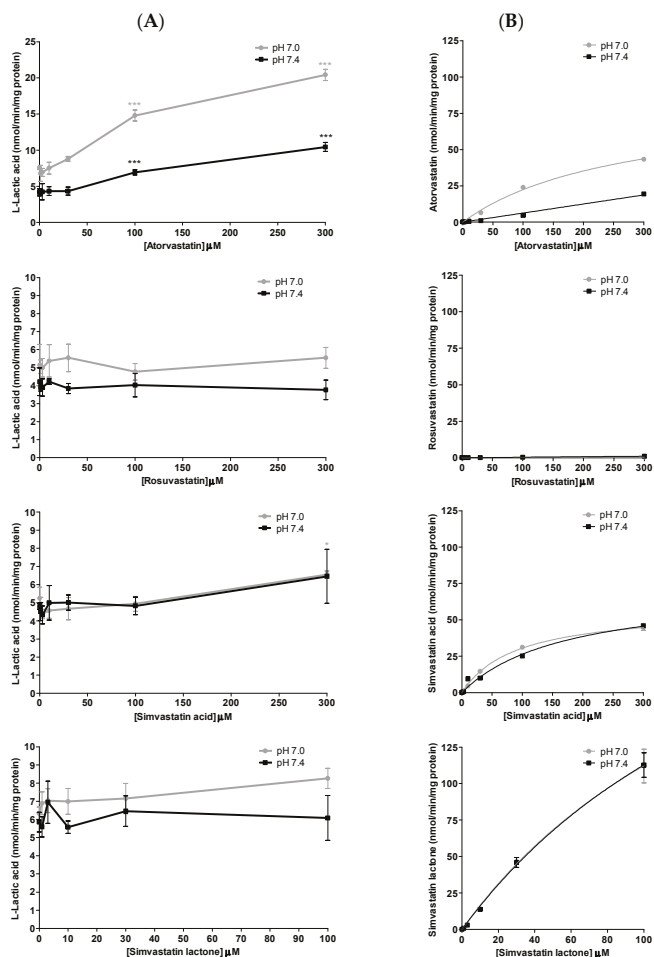 (A)
(B)
L-Lactic acid (nmol/min/mg protein)
25
20
15
10
5
0
pH 7.0
pH 7.4
***
***
***
***
0 50 100 150 200 250 300
[Atorvastatin] μM
Atorvastatin (nmol/min/mg protein)
125
100
75
50
25
0
pH 7.0
pH 7.4
0 50 100 150 200 250 300
[Atorvastatin] μM
L-Lactic acid (nmol/min/mg protein)
10
9
8
7
6
5
4
3
2
1
0
pH 7.0
pH 7.4
0 50 100 150 200 250 300
[Rosuvastatin] μM
Rosuvastatin (nmol/min/mg protein)
125
100
75
50
25
0
pH 7.0
pH 7.4
0 50 100 150 200 250 300
[Rosuvastatin] μM
L-Lactic acid (nmol/min/mg protein)
10
9
8
7
6
5
4
3
2
1
0
pH 7.0
pH 7.4
*
0 50 100 150 200 250 300
[Simvastatin acid] μM
Simvastatin acid (nmol/min/mg protein)
125
100
75
50
25
0
pH 7.0
pH 7.4
0 50 100 150 200 250 300
[Simvastatin acid] μM
L-Lactic acid (nmol/min/mg protein)
10
9
8
7
6
5
4
3
2
1
0
pH 7.0
pH 7.4
0 10 20 30 40 50 60 70 80 90 100
[Simvastatin lactone] μM
Simvastatin lactone (nmol/min/mg protein)
125
100
75
50
25
0
pH 7.0
pH 7.4
0 20 40 60 80 100
[Simvastatin lactone] μM